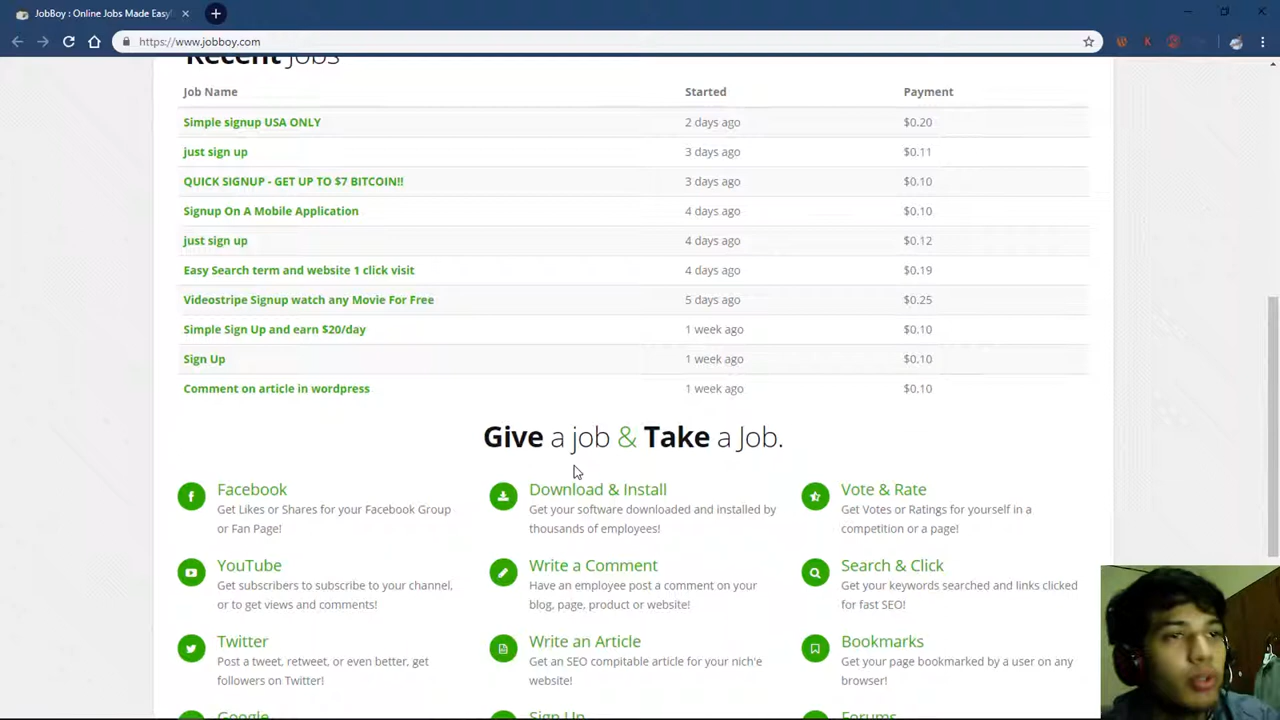 JobBoy : Online Jobs Made Easy
https://www.jobboy.com
Recent Jobs
Job Name Started Payment
Simple signup USA ONLY 2 days ago $0.20
just sign up 3 days ago $0.11
QUICK SIGNUP - GET UP TO $7 BITCOIN!! 3 days ago $0.10
Signup On A Mobile Application 4 days ago $0.10
just sign up 4 days ago $0.12
Easy Search term and website 1 click visit 4 days ago $0.19
Videostripe Signup watch any Movie For Free 5 days ago $0.25
Simple Sign Up and earn $20/day 1 week ago $0.10
Sign Up 1 week ago $0.10
Comment on article in wordpress 1 week ago $0.10
Give a job & Take a Job.
Facebook
Get Likes or Shares for your Facebook Group
or Fan Page!
Download & Install
Get your software downloaded and installed by
thousands of employees!
Vote & Rate
Get Votes or Ratings for yourself in a
competition or a page!
YouTube
Get subscribers to subscribe to your channel,
or to get views and comments!
Write a Comment
Have an employee post a comment on your
blog, page, product or website!
Search & Click
Get your keywords searched and links clicked
for fast SEO!
Twitter
Post a tweet, retweet, or even better, get
followers on Twitter!
Write an Article
Get an SEO compitable article for your nich'e
website!
Bookmarks
Get your page bookmarked by a user on any
browser!
Google
Sign Up
Forums